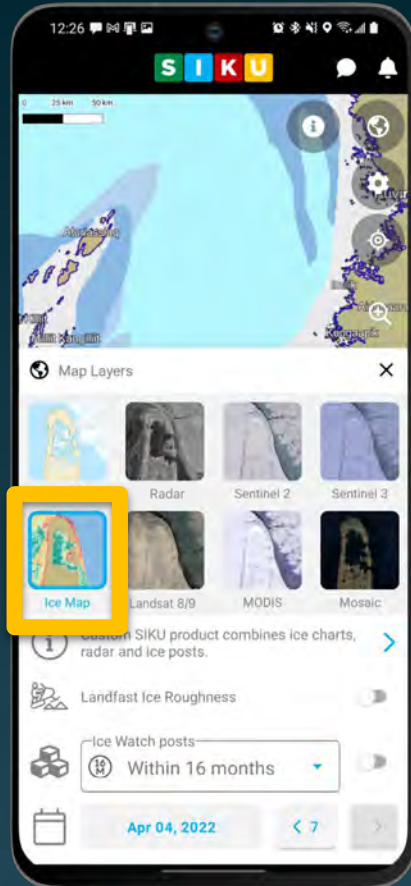 12:26
SIKU
0 25 km 50 km
Map Layers
Radar
Sentinel 2
Sentinel 3
Ice Map
Landsat 8/9
MODiS
Mosaic
Custom SIKU product combines ice charts,
radar and ice posts.
Landfast Ice Roughness
Ice Watch posts
16
M
Within 16 months
Apr 04, 2022
< 7 >